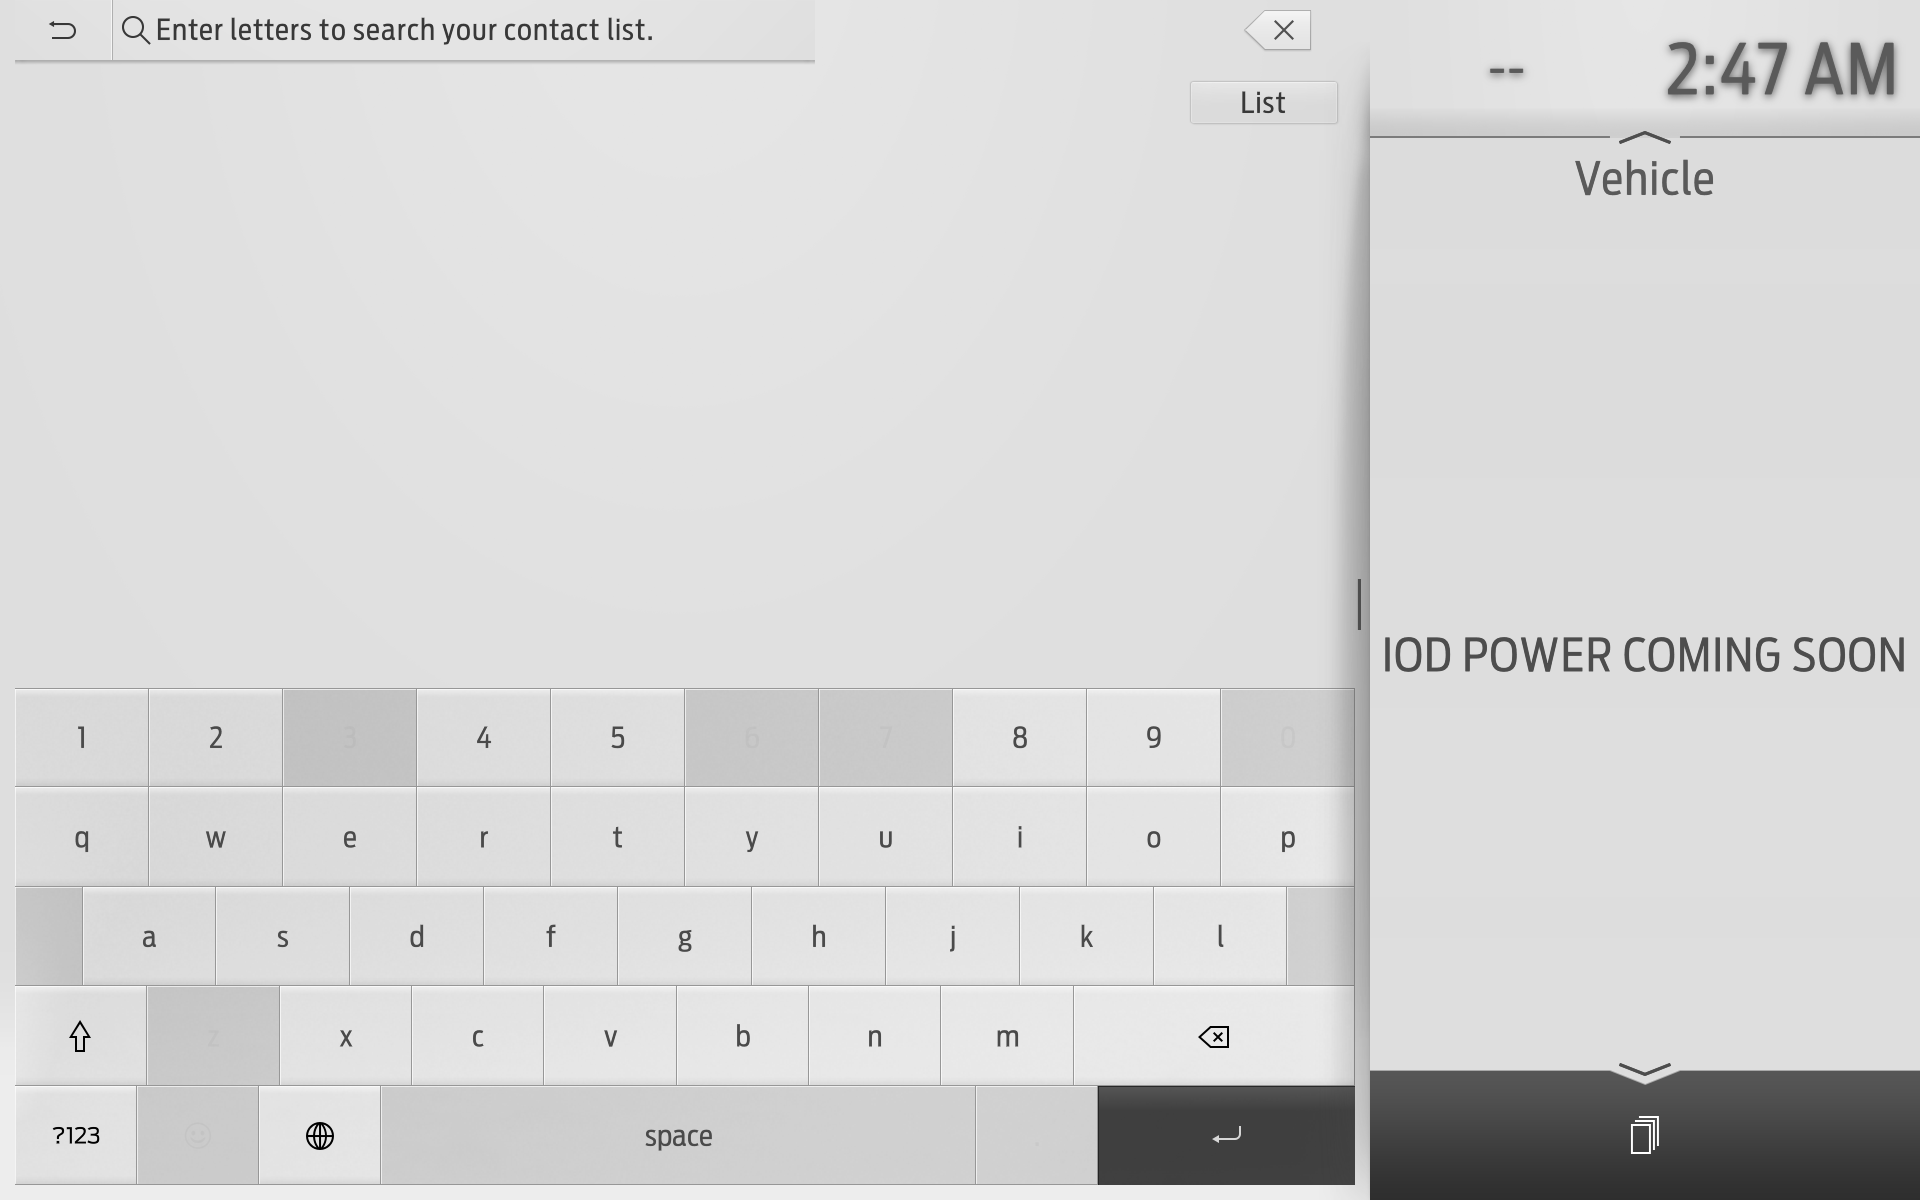 Enter letters to search your contact list.
List
-- 2:47 AM
Vehicle
IOD POWER COMING SOON
1 2 3 4 5 6 7 8 9 0
q w e r t y u i o p
a s d f g h j k l
z x c v b n m
?123 space .